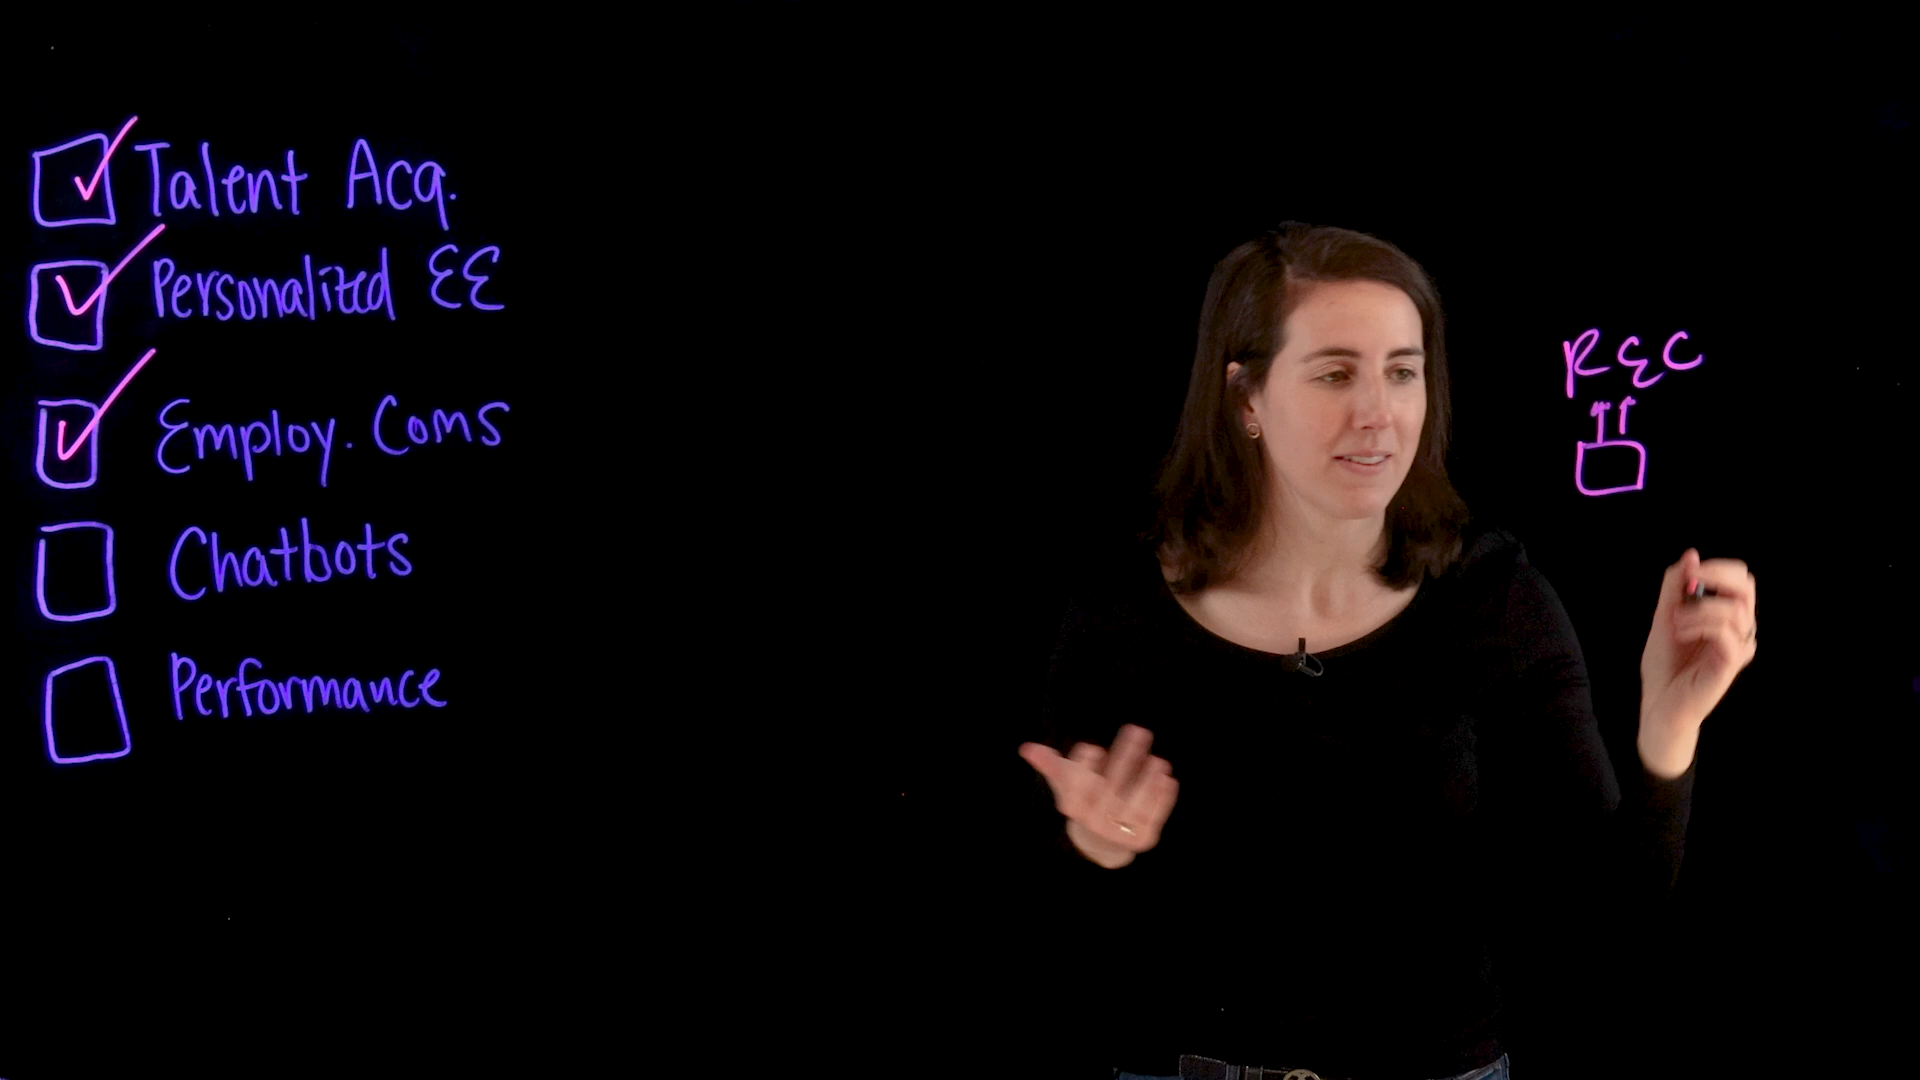 Talent Acq.
Personalized EE
Employ. Coms
Chatbots
Performance
REC